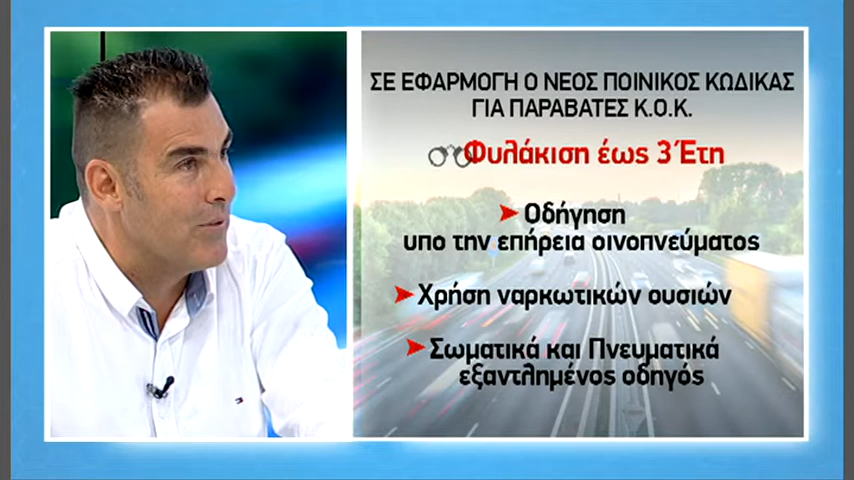 ΣΕ ΕΦΑΡΜΟΓΗ Ο ΝΕΟΣ ΠΟΙΝΙΚΟΣ ΚΩΔΙΚΑΣ
ΓΙΑ ΠΑΡΑΒΑΤΕΣ Κ.Ο.Κ.
Φυλάκιση έως 3 Έτη
Οδήγηση
υπο την επήρεια οινοπνεύματος
Χρήση ναρκωτικών ουσιών
Σωματικά και Πνευματικά
εξαντλημένος οδηγός